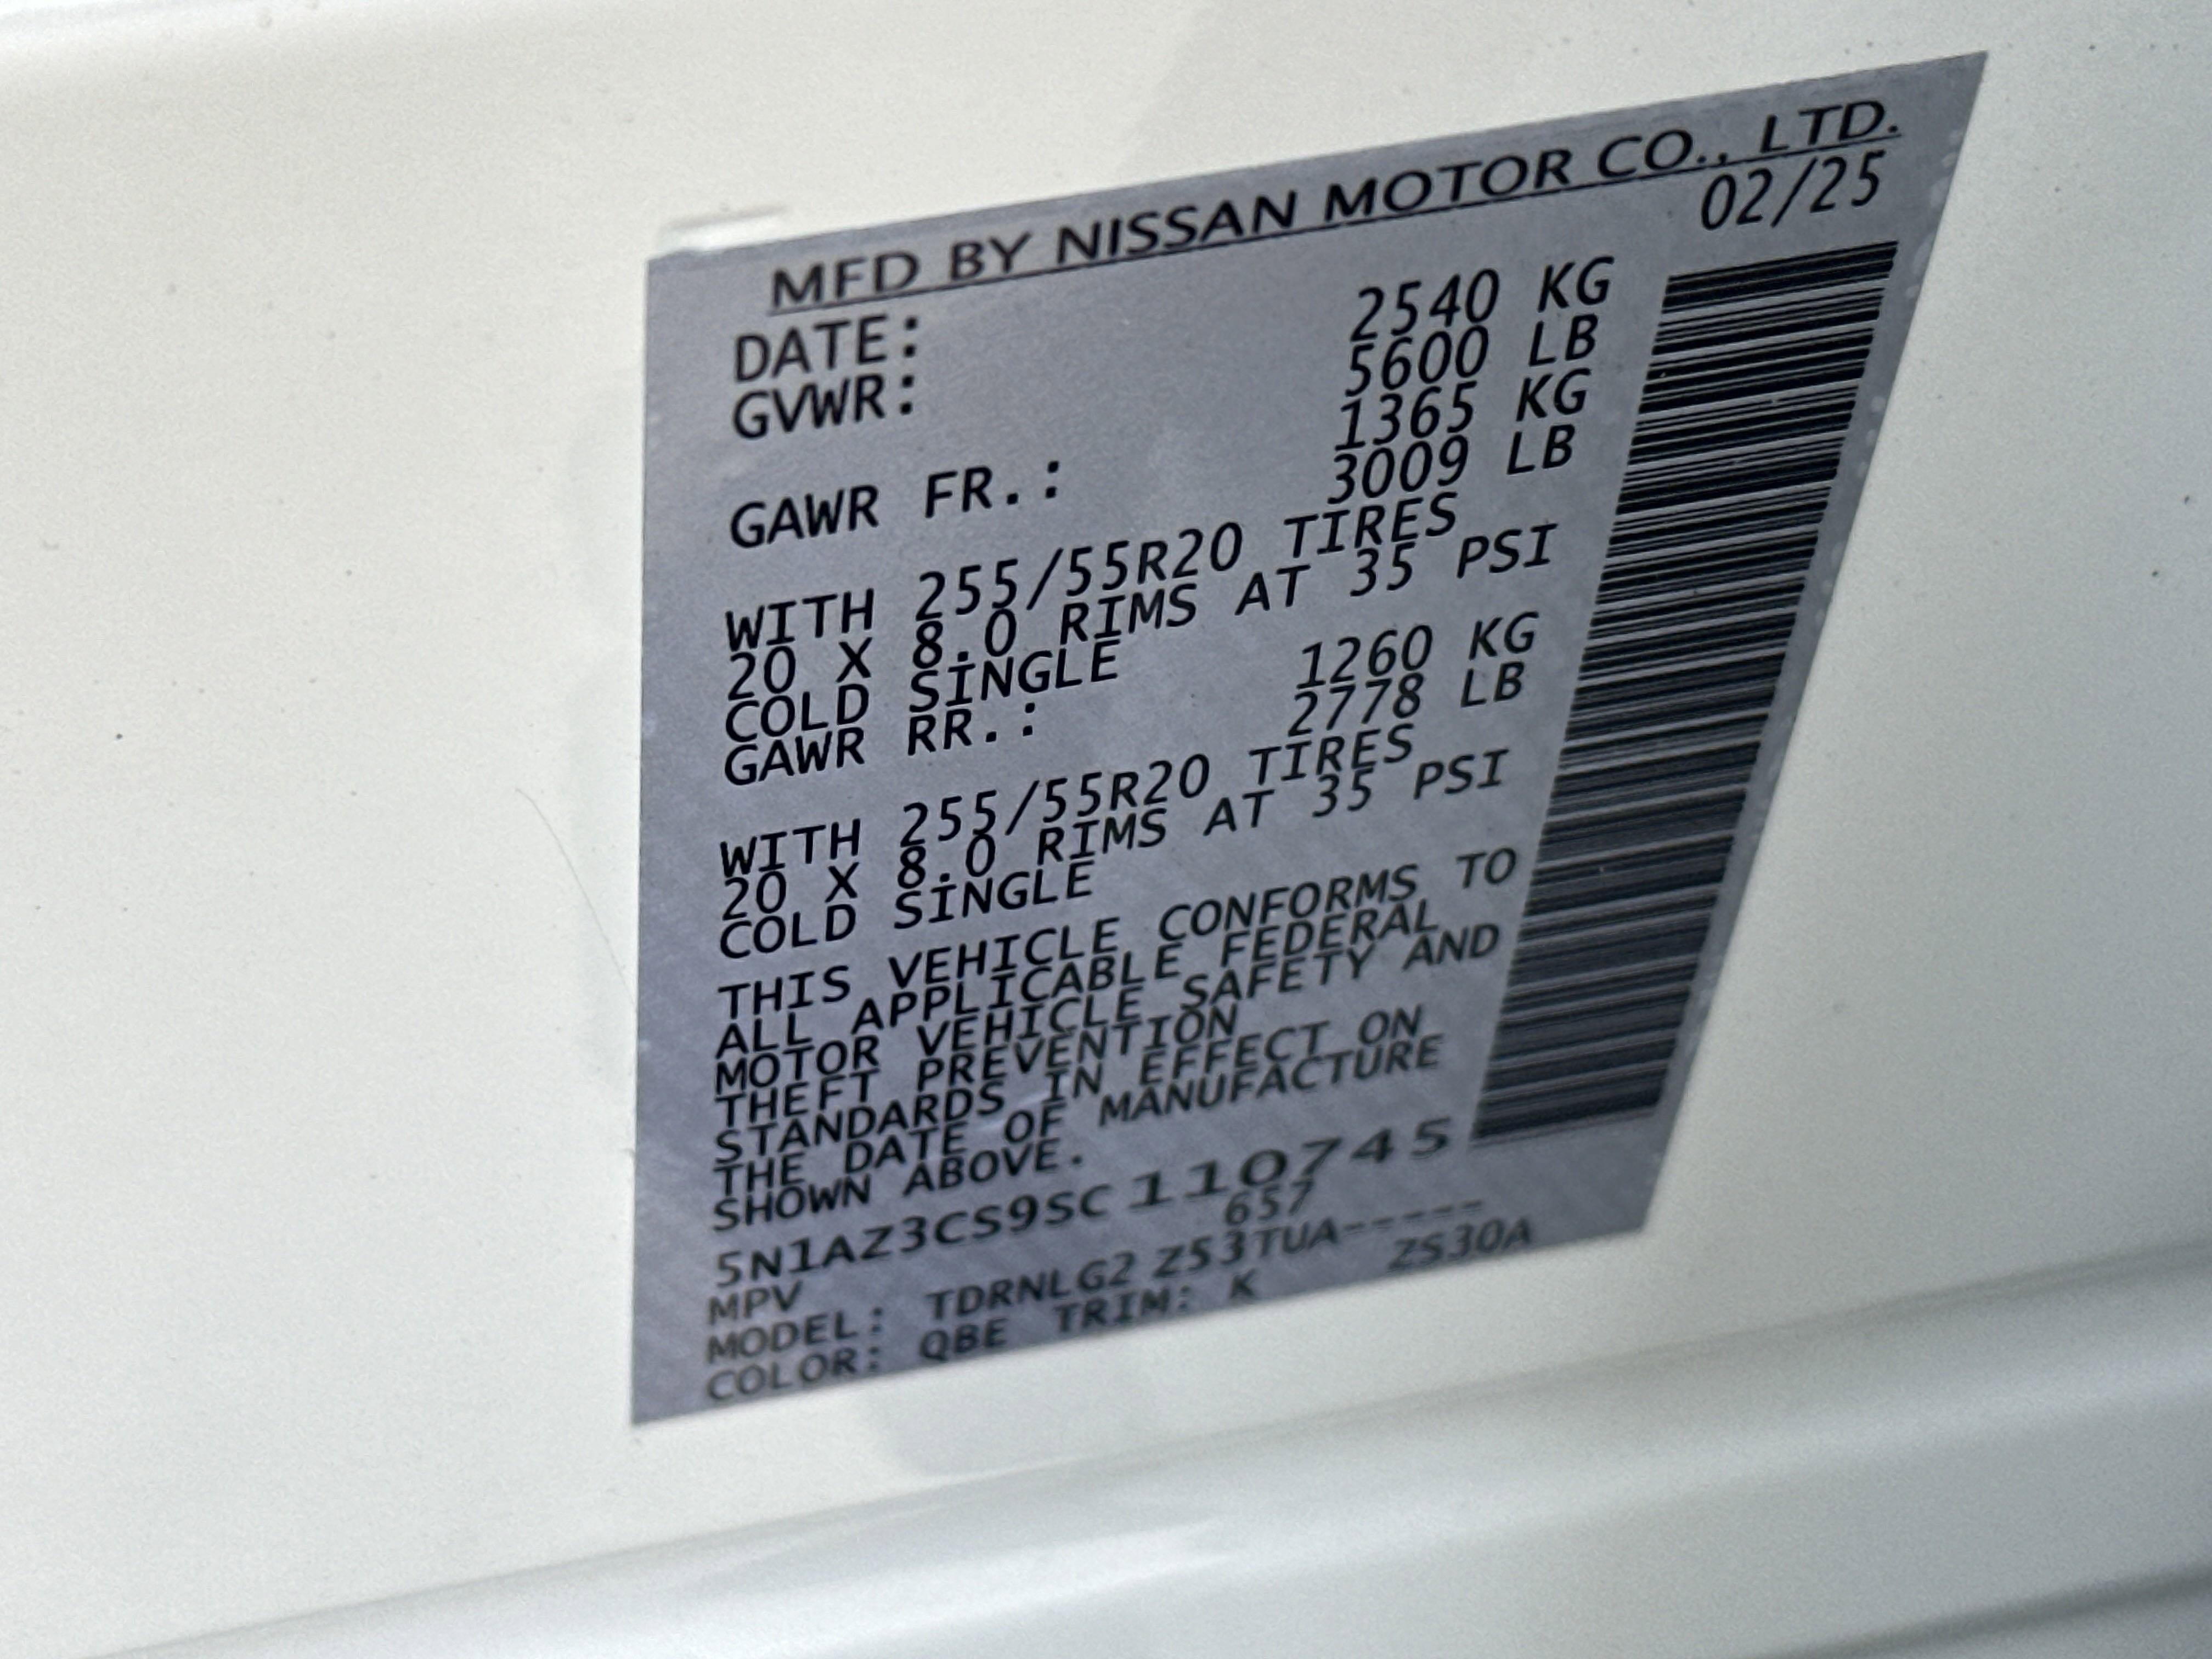 MFD BY NISSAN MOTOR CO., LTD.
DATE: 02/25
GVWR: 2540 KG
5600 LB
GAWR FR.: 1365 KG
3009 LB
WITH 255/55R20 TIRES
20 X 8.0 RIMS AT 35 PSI
COLD SINGLE
GAWR RR.: 1260 KG
2778 LB
WITH 255/55R20 TIRES
20 X 8.0 RIMS AT 35 PSI
COLD SINGLE
THIS VEHICLE CONFORMS TO
ALL APPLICABLE FEDERAL
MOTOR VEHICLE SAFETY AND
THEFT PREVENTION
STANDARDS IN EFFECT ON
THE DATE OF MANUFACTURE
SHOWN ABOVE.
5N1AZ3CS9SC110745
MPV 657
MODEL: TDRNLG2 ZS3TUA-----
COLOR: QBE TRIM: K ZS30A